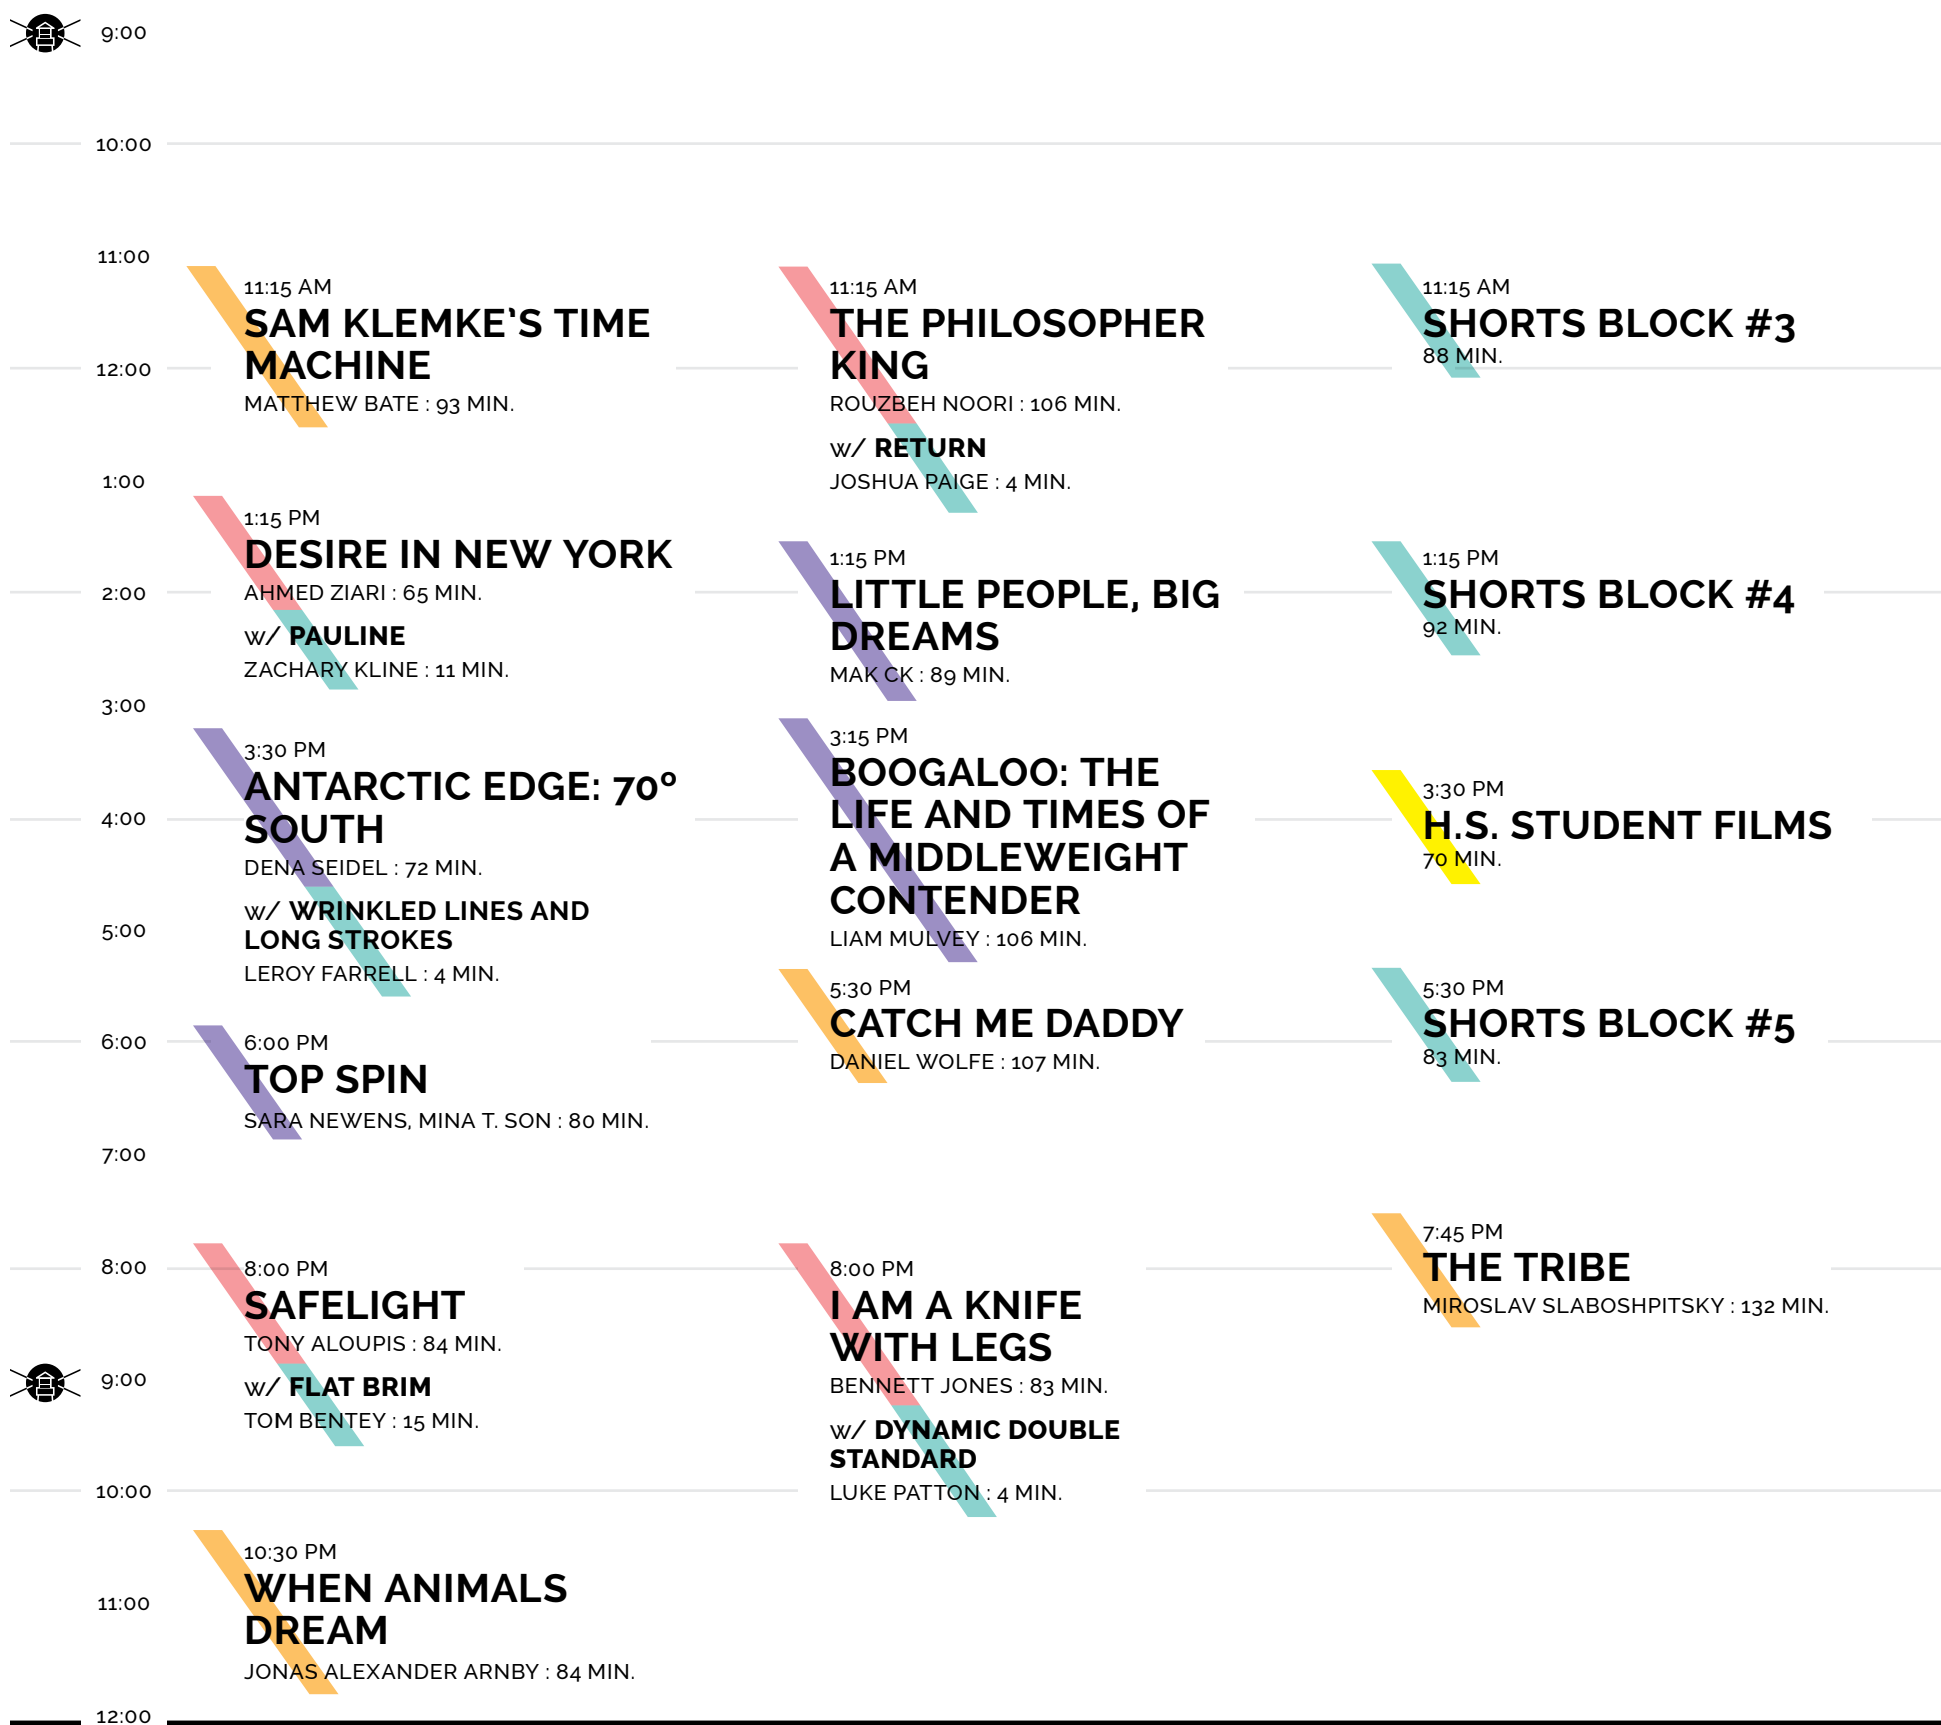 9:00
10:00
11:00
12:00
1:00
2:00
3:00
4:00
5:00
6:00
7:00
8:00
9:00
10:00
11:00
12:00
11:15 AM
SAM KLEMKE'S TIME
MACHINE
MATTHEW BATE : 93 MIN.
1:15 PM
DESIRE IN NEW YORK
AHMED ZIARI : 65 MIN.
w/ PAULINE
ZACHARY KLINE : 11 MIN.
3:30 PM
ANTARCTIC EDGE: 70°
SOUTH
DENA SEIDEL : 72 MIN.
w/ WRINKLED LINES AND
LONG STROKES
LEROY FARRELL : 4 MIN.
6:00 PM
TOP SPIN
SARA NEWENS, MINA T. SON : 80 MIN.
8:00 PM
SAFELIGHT
TONY ALOUPIS : 84 MIN.
w/ FLAT BRIM
TOM BENTEY : 15 MIN.
10:30 PM
WHEN ANIMALS
DREAM
JONAS ALEXANDER ARNBY : 84 MIN.
11:15 AM
THE PHILOSOPHER
KING
ROUZBEH NOORI : 106 MIN.
w/ RETURN
JOSHUA PAIGE : 4 MIN.
1:15 PM
LITTLE PEOPLE, BIG
DREAMS
MAK CK : 89 MIN.
3:15 PM
BOOGALOO: THE
LIFE AND TIMES OF
A MIDDLEWEIGHT
CONTENDER
LIAM MULVEY : 106 MIN.
5:30 PM
CATCH ME DADDY
DANIEL WOLFE : 107 MIN.
8:00 PM
I AM A KNIFE
WITH LEGS
BENNETT JONES : 83 MIN.
w/ DYNAMIC DOUBLE
STANDARD
LUKE PATTON : 4 MIN.
11:15 AM
SHORTS BLOCK #3
88 MIN.
1:15 PM
SHORTS BLOCK #4
92 MIN.
3:30 PM
H.S. STUDENT FILMS
70 MIN.
5:30 PM
SHORTS BLOCK #5
83 MIN.
7:45 PM
THE TRIBE
MIROSLAV SLABOSHPITSKY : 132 MIN.